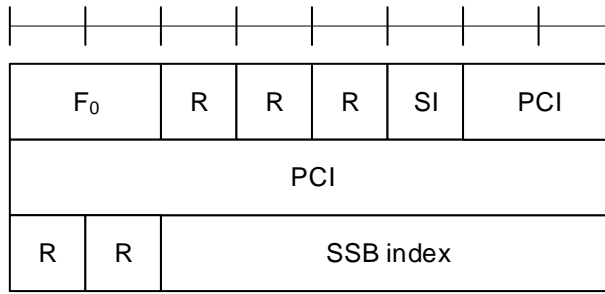 F₀ R R R SI PCI
PCI
R R SSB index